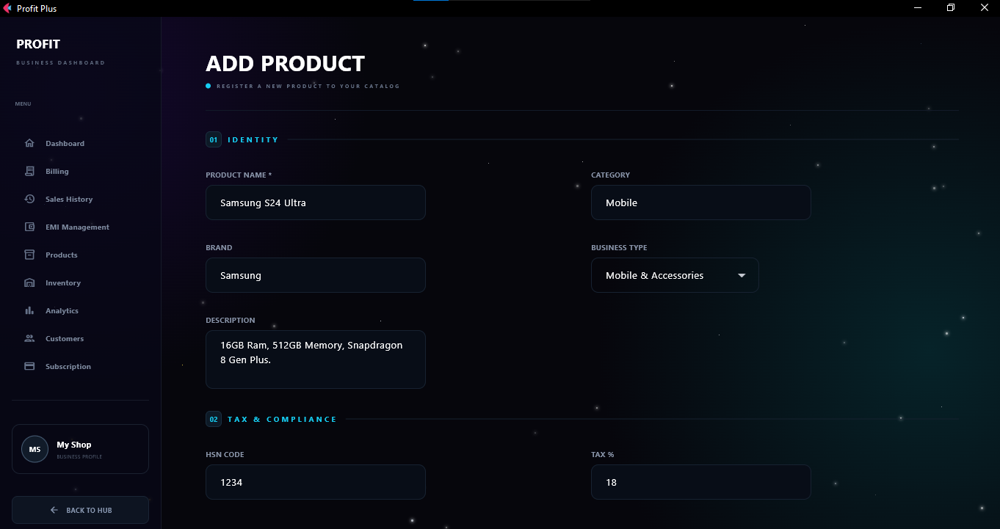 Profit Plus
PROFIT
BUSINESS DASHBOARD
MENU
Dashboard
Billing
Sales History
EMI Management
Products
Inventory
Analytics
Customers
Subscription
MS
My Shop
BUSINESS PROFILE
BACK TO HUB
ADD PRODUCT
REGISTER A NEW PRODUCT TO YOUR CATALOG
01 IDENTITY
PRODUCT NAME *
Samsung S24 Ultra
CATEGORY
Mobile
BRAND
Samsung
BUSINESS TYPE
Mobile & Accessories
DESCRIPTION
16GB Ram, 512GB Memory, Snapdragon
8 Gen Plus.
02 TAX & COMPLIANCE
HSN CODE
1234
TAX %
18